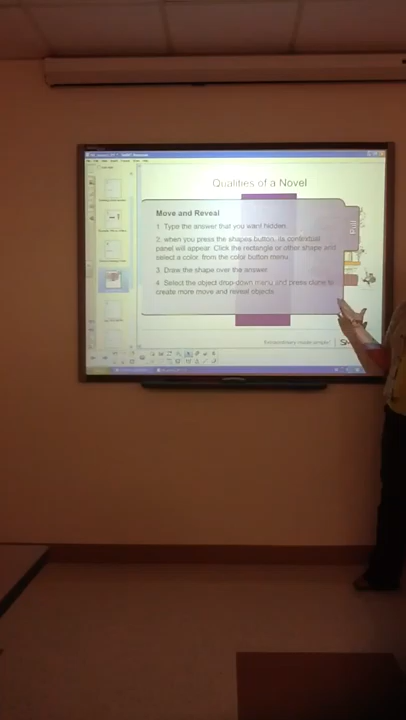 Qualities of a Novel
Move and Reveal
1 Type the answer that you want hidden.
2. when you press the shapes button, its contextual
panel will appear. Click the rectangle or other shape and
select a color, from the color button menu.
3. Draw the shape over the answer
4. Select the object drop-down menu and press clone to
create more move and reveal objects.
Extraordinary made simple